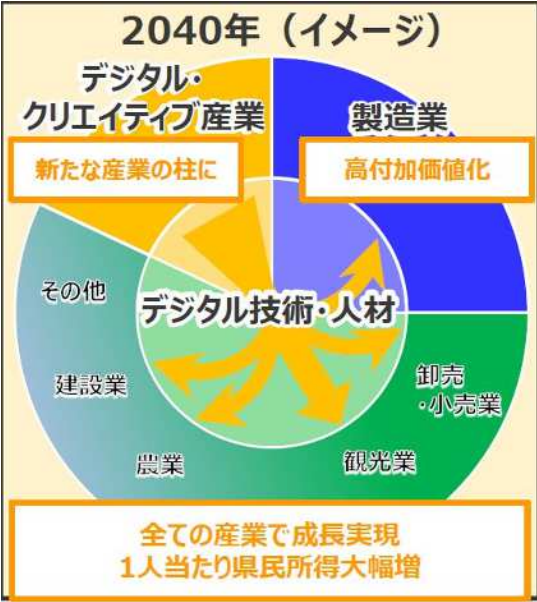 2040年（イメージ）
デジタル・
クリエイティブ産業
新たな産業の柱に
製造業
高付加価値化
その他
デジタル技術・人材
建設業
卸売
・小売業
農業
観光業
全ての産業で成長実現
1人当たり県民所得大幅増